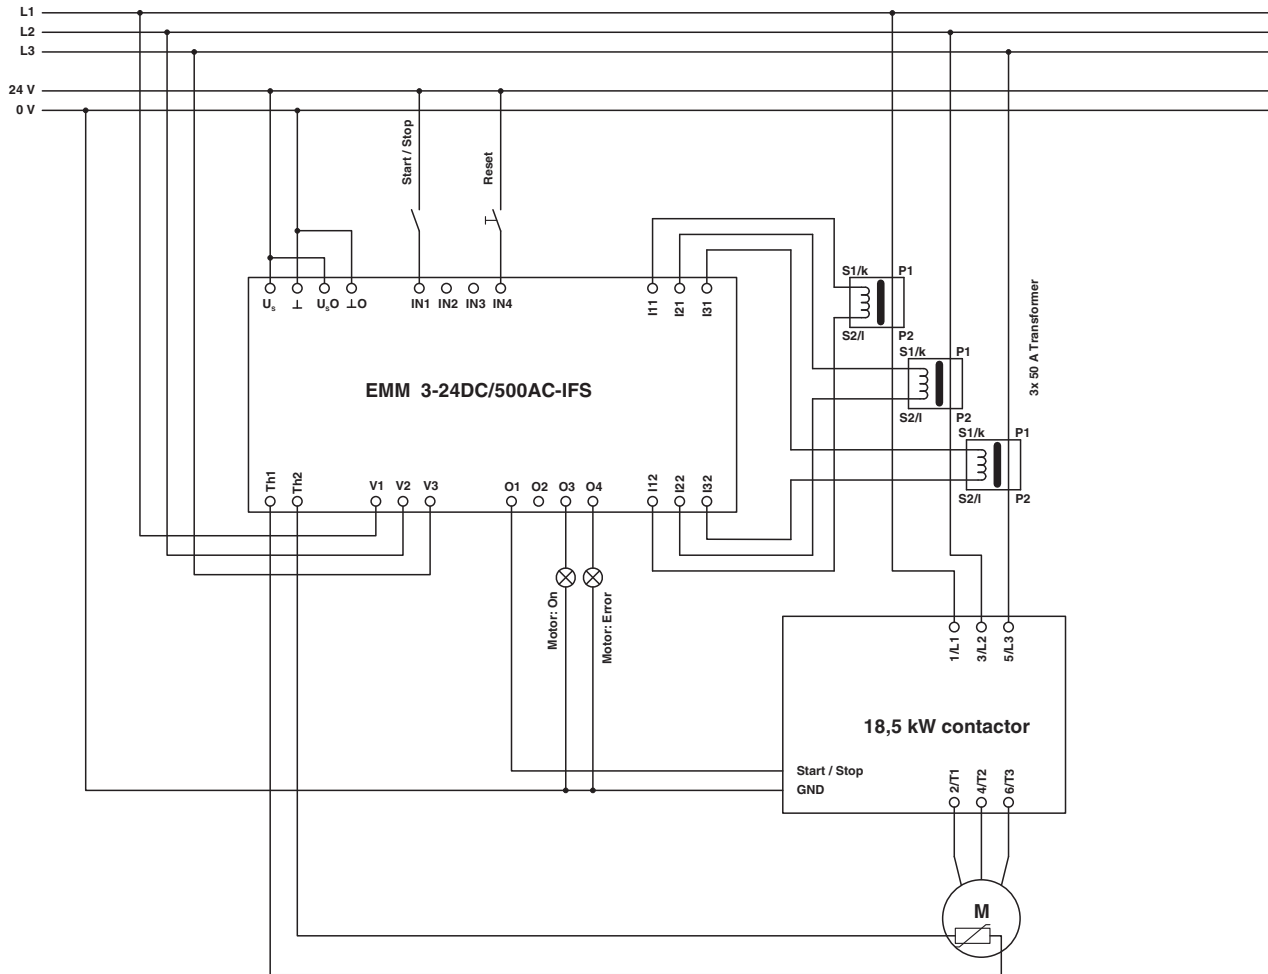 L1
L2
L3
24 V
0 V
Start / Stop
Reset
Us
⊥
UsO
⊥O
IN1
IN2
IN3
IN4
I11
I21
I31
S1/k
P1
S2/l
P2
S1/k
P1
S2/l
P2
S1/k
P1
S2/l
P2
3x 50 A Transformer
EMM 3-24DC/500AC-IFS
Th1
Th2
V1
V2
V3
O1
O2
O3
O4
I12
I22
I32
Motor: On
Motor: Error
1/L1
3/L2
5/L3
18,5 kW contactor
Start / Stop
GND
2/T1
4/T2
6/T3
M